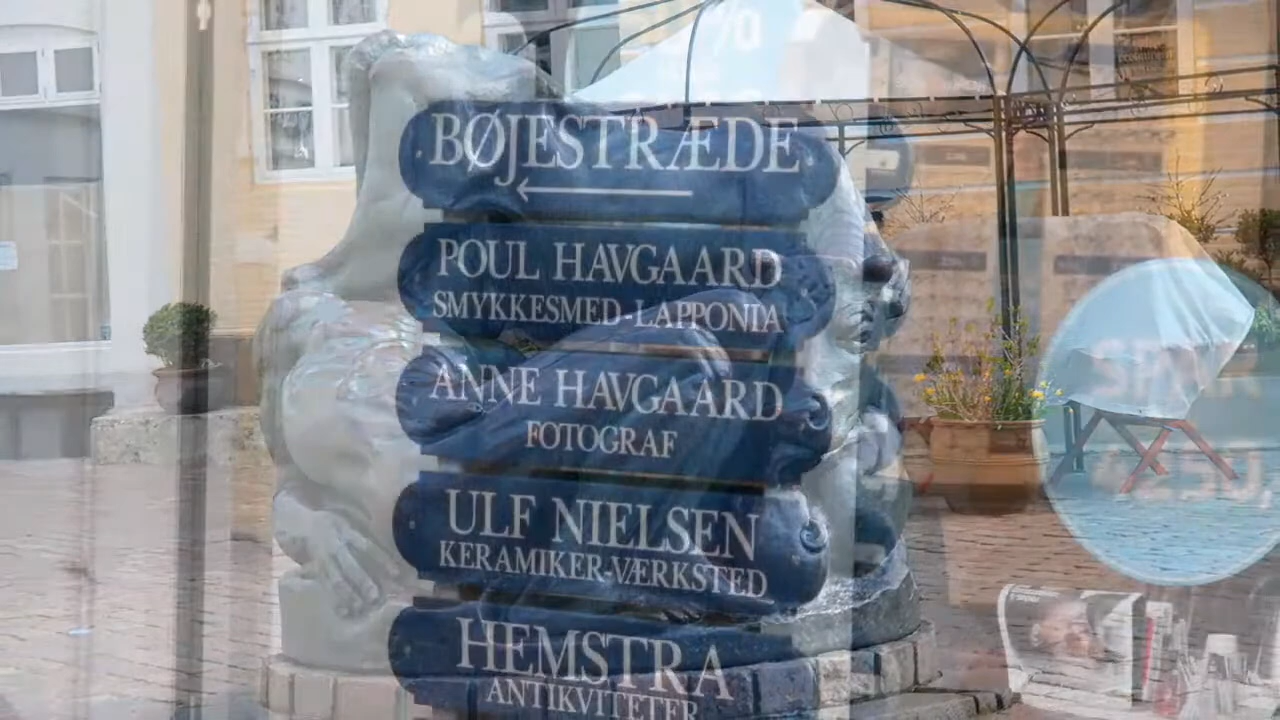 BØJESTRÆDE
POUL HAVGAARD
SMYKKESMED-LAPPONIA
ANNE HAVGAARD
FOTOGRAF
ULF NIELSEN
KERAMIKER-VÆRKSTED
HEMSTRA
ANTIKVITETER